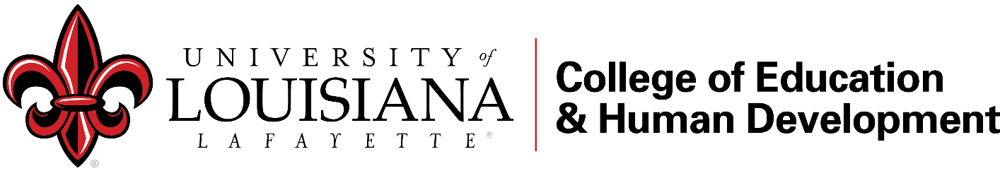 UNIVERSITY of
LOUISIANA
LAFAYETTE®
®
College of Education
& Human Development